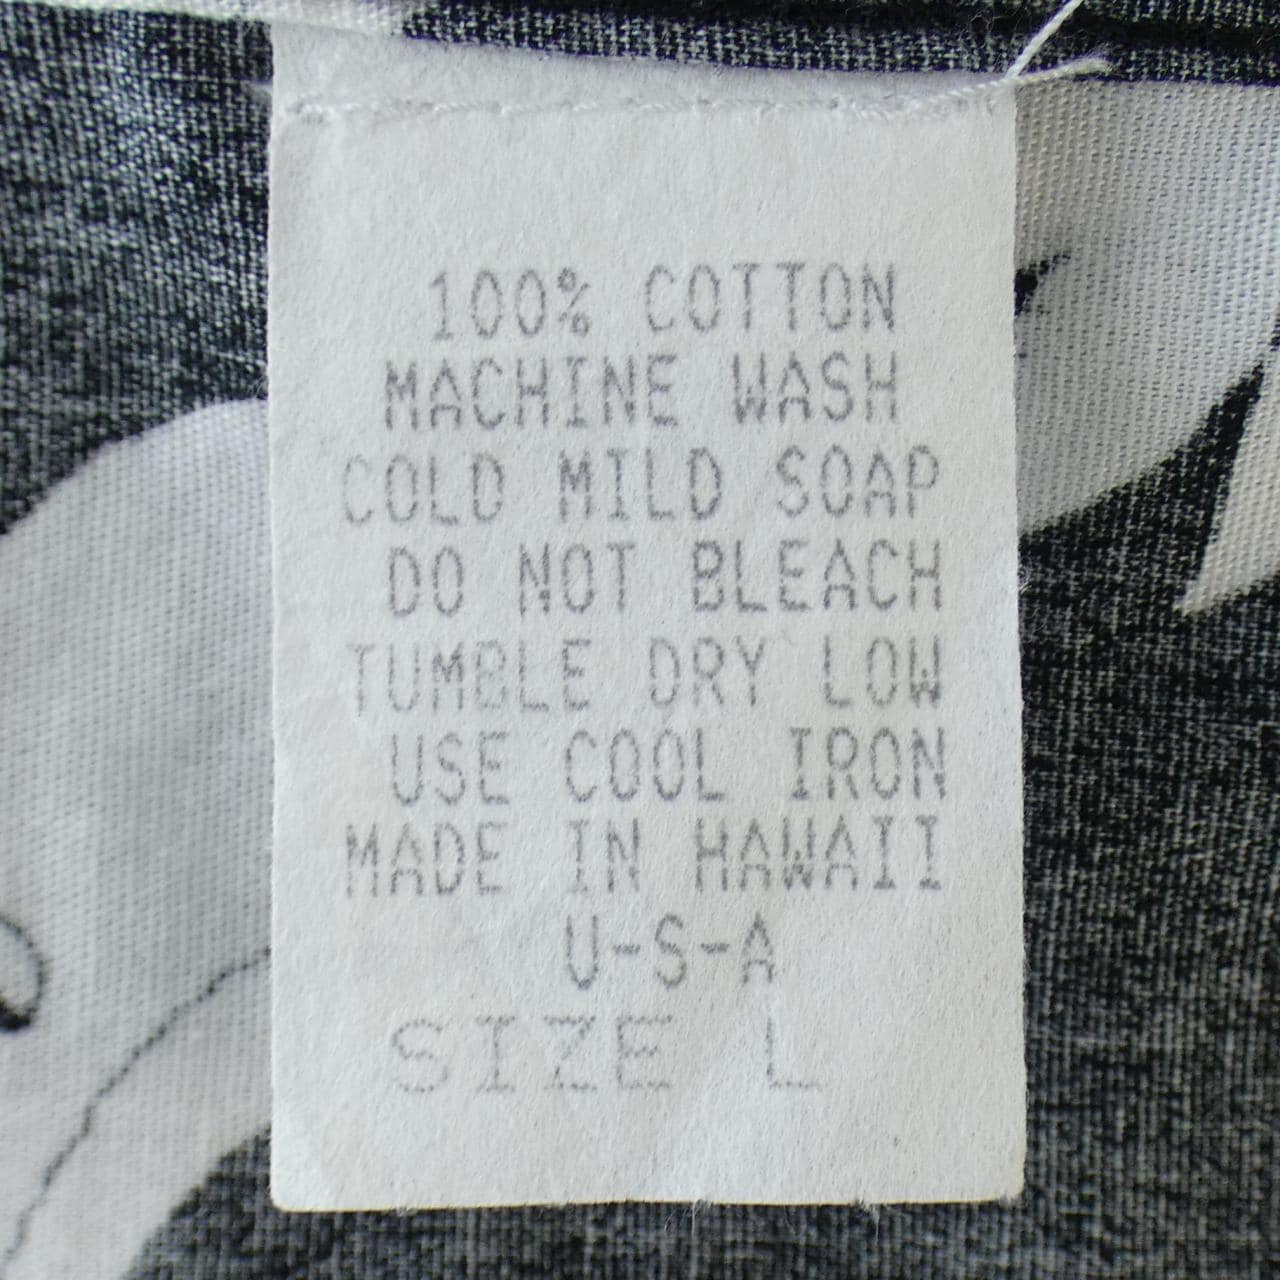 100% COTTON
MACHINE WASH
COLD MILD SOAP
DO NOT BLEACH
TUMBLE DRY LOW
USE COOL IRON
MADE IN HAWAII
U-S-A
SIZE L